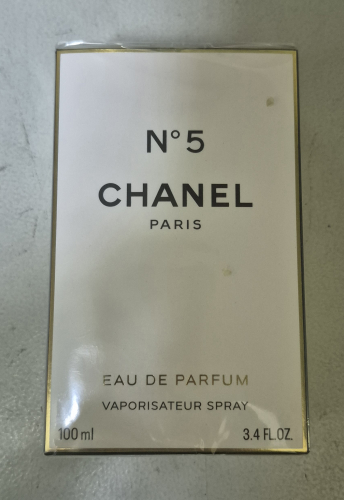 N°5
CHANEL
PARIS
EAU DE PARFUM
VAPORISATEUR SPRAY
100 ml 3.4 FL.OZ.